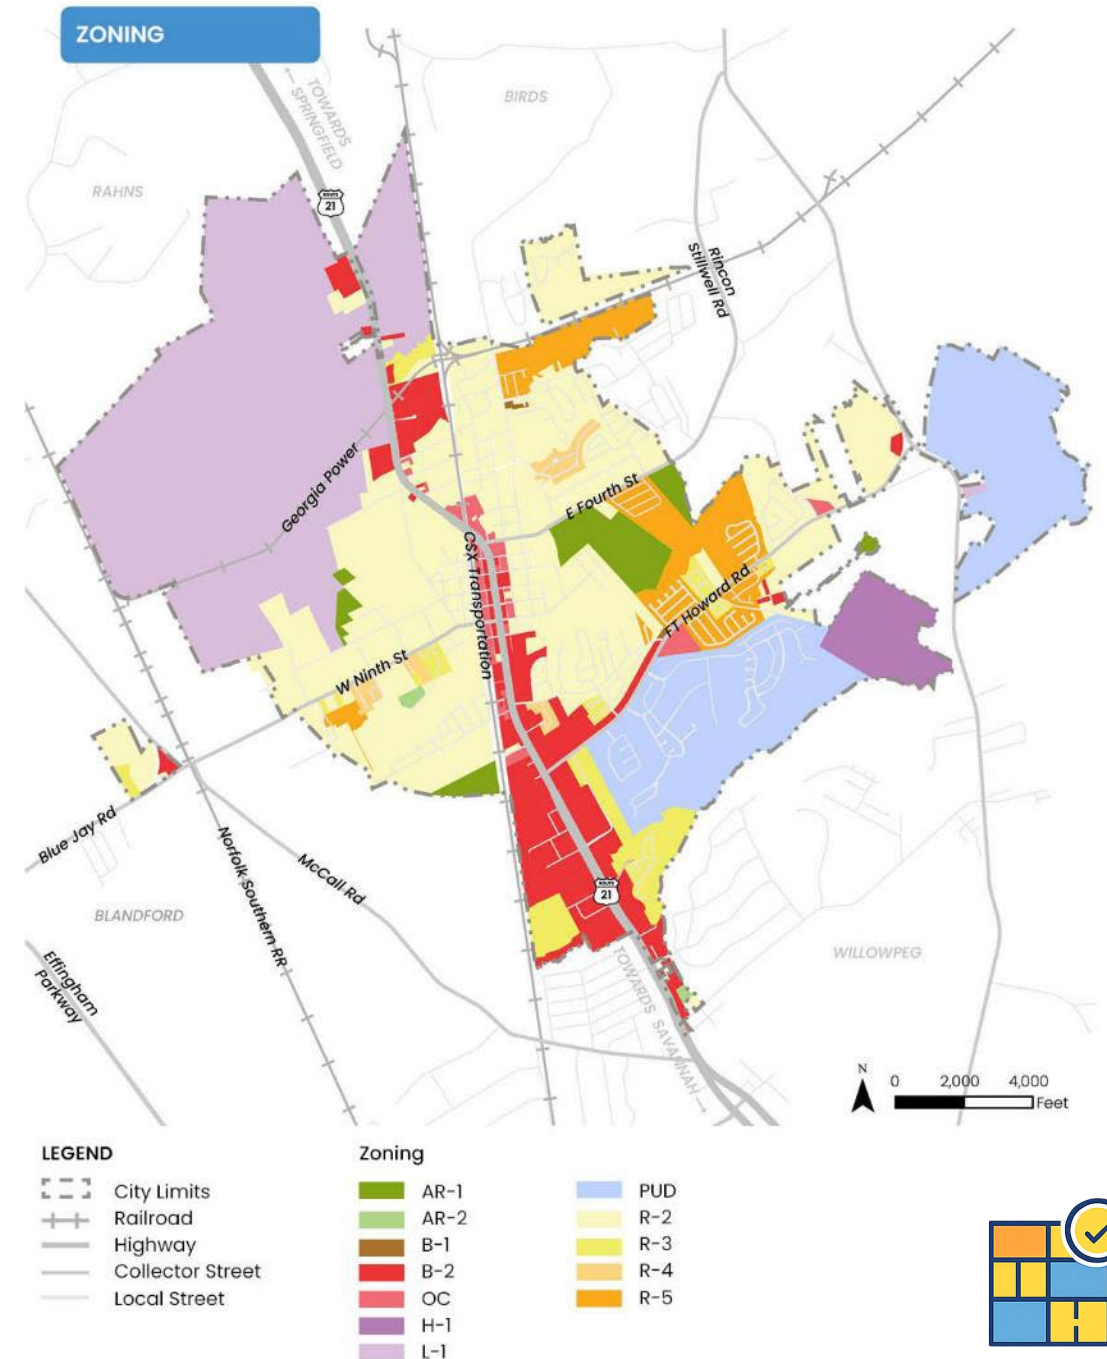 ZONING
← TOWARDS
SPRINGFIELD
BIRDS
RAHNS
ROUTE
21
Rincon
Stillwell Rd
Georgia Power
E Fourth St
CSX Transportation
FT Howard Rd
W Ninth St
Blue Jay Rd
Norfolk Southern RR
McCall Rd
ROUTE
21
BLANDFORD
WILLOWPEG
Effingham
Parkway
TOWARDS SAVANNAH →
N
0 2,000 4,000
Feet
LEGEND
City Limits
Railroad
Highway
Collector Street
Local Street
Zoning
AR-1
AR-2
B-1
B-2
OC
H-1
L-1
PUD
R-2
R-3
R-4
R-5